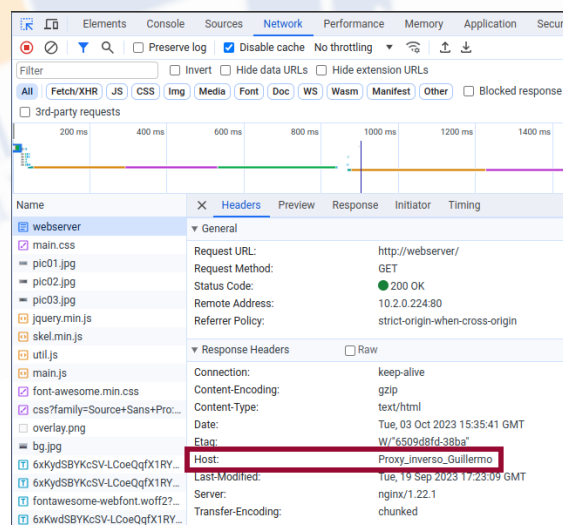 Elements Console Sources Network Performance Memory Application Secur
Preserve log Disable cache No throttling
Filter Invert Hide data URLs Hide extension URLs
All Fetch/XHR JS CSS Img Media Font Doc WS Wasm Manifest Other Blocked response
3rd-party requests
200 ms 400 ms 600 ms 800 ms 1000 ms 1200 ms 1400 ms
Name Headers Preview Response Initiator Timing
webserver General
main.css Request URL: http://webserver/
pic01.jpg Request Method: GET
pic02.jpg Status Code: 200 OK
pic03.jpg Remote Address: 10.2.0.224:80
jquery.min.js Referrer Policy: strict-origin-when-cross-origin
skel.min.js
util.js Response Headers Raw
main.js Connection: keep-alive
font-awesome.min.css Content-Encoding: gzip
css?family=Source+Sans+Pro:... Content-Type: text/html
overlay.png Date: Tue, 03 Oct 2023 15:35:41 GMT
bg.jpg Etag: W/"6509d8fd-38ba"
6xKydSBYKcSV-LCoeQqfX1RY... Host: Proxy_inverso_Guillermo
6xKydSBYKcSV-LCoeQqfX1RY... Last-Modified: Tue, 19 Sep 2023 17:23:09 GMT
fontawesome-webfont.woff2?... Server: nginx/1.22.1
6xKwdSBYKcSV-LCoeQqfX1RY... Transfer-Encoding: chunked